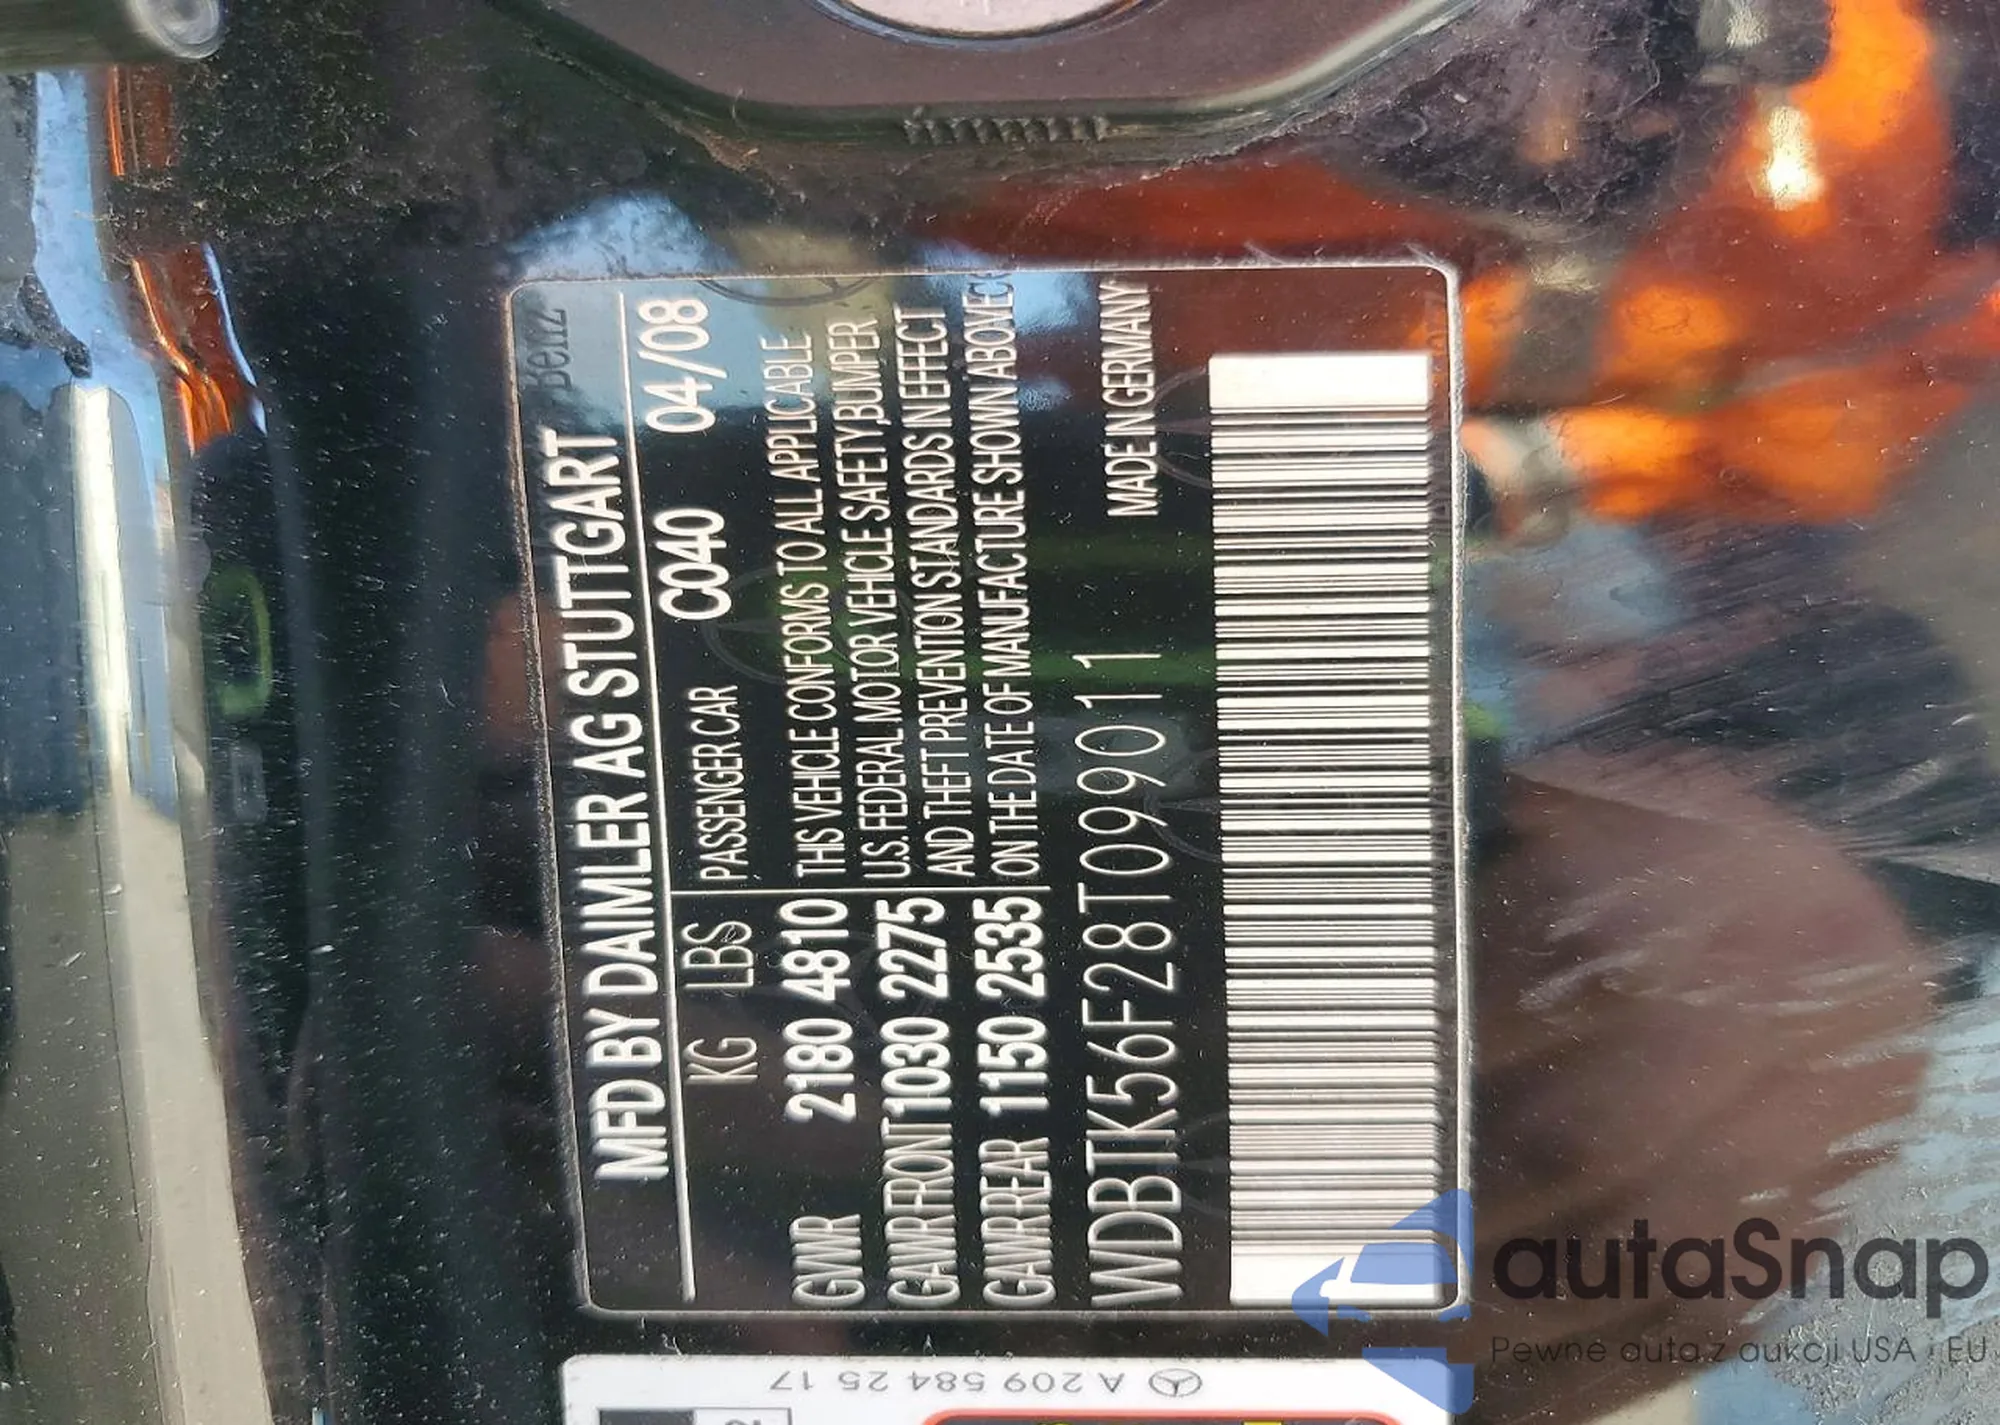 Benz
MFD BY DAIMLER AG STUTTGART
KG LBS PASSENGER CAR C040 04/08
GVWR 2180 4810 THIS VEHICLE CONFORMS TO ALL APPLICABLE
GAWR FRONT 1030 2275 U.S. FEDERAL MOTOR VEHICLE SAFETY, BUMPER
GAWR REAR 1150 2535 AND THEFT PREVENTION STANDARDS IN EFFECT
ON THE DATE OF MANUFACTURE SHOWN ABOVE
MADE IN GERMANY
WDBTK56F28T099011
A 209 584 25 17
autaSnap
Pewne auta z aukcji USA i EU